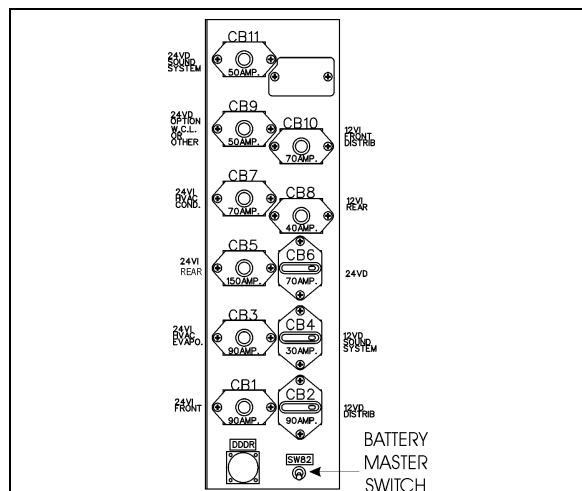 CB11
24VD
SOUND
SYSTEM
50AMP.
CB9
24VD
OPTION
W.C.L.
OR
OTHER
50AMP.
CB10
12VI
FRONT
DISTRIB
70AMP.
CB7
24VI
HVAC
COND.
70AMP.
CB8
12VI
REAR
40AMP.
CB5
24VI
REAR
150AMP.
CB6
70AMP.
24VD
CB3
24VI
HVAC
EVAPO.
90AMP.
CB4
30AMP.
12VD
SOUND
SYSTEM
CB1
24VI
FRONT
90AMP.
CB2
90AMP.
12VD
DISTRIB
DDDR
SW82
BATTERY
MASTER
SWITCH